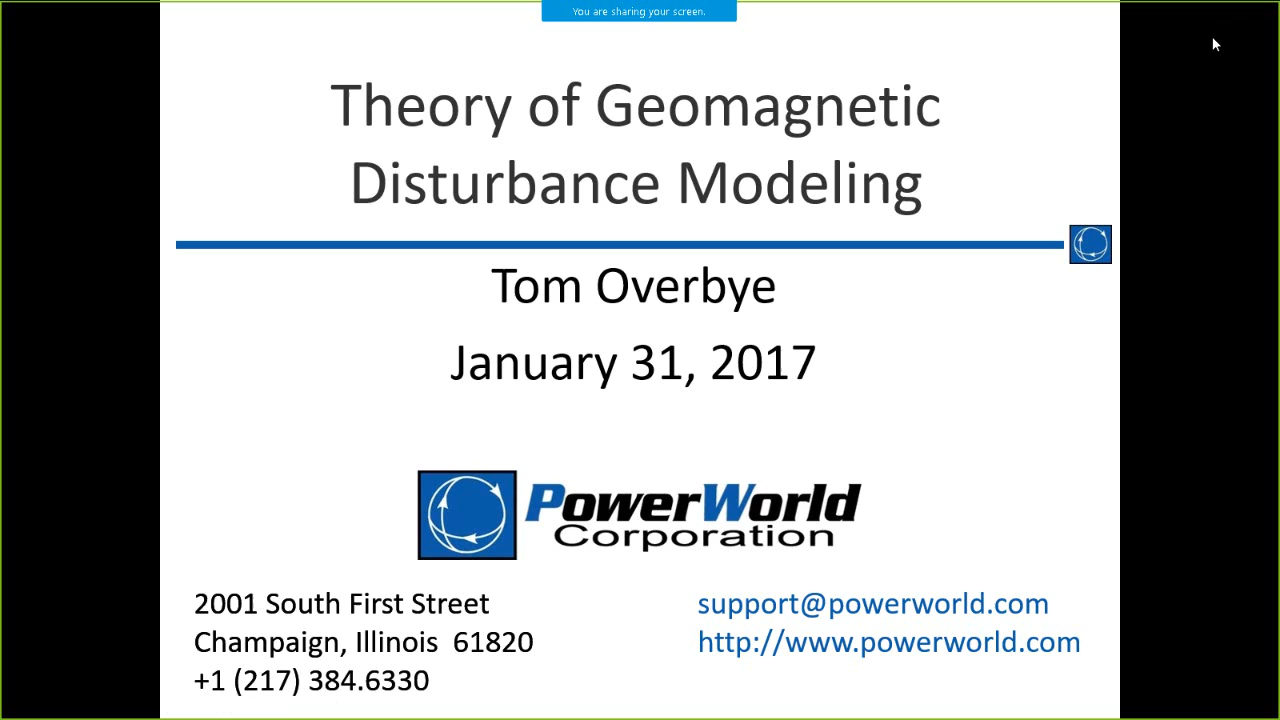 You are sharing your screen.
Theory of Geomagnetic
Disturbance Modeling
Tom Overbye
January 31, 2017
PowerWorld
Corporation
2001 South First Street
Champaign, Illinois 61820
+1 (217) 384.6330
support@powerworld.com
http://www.powerworld.com